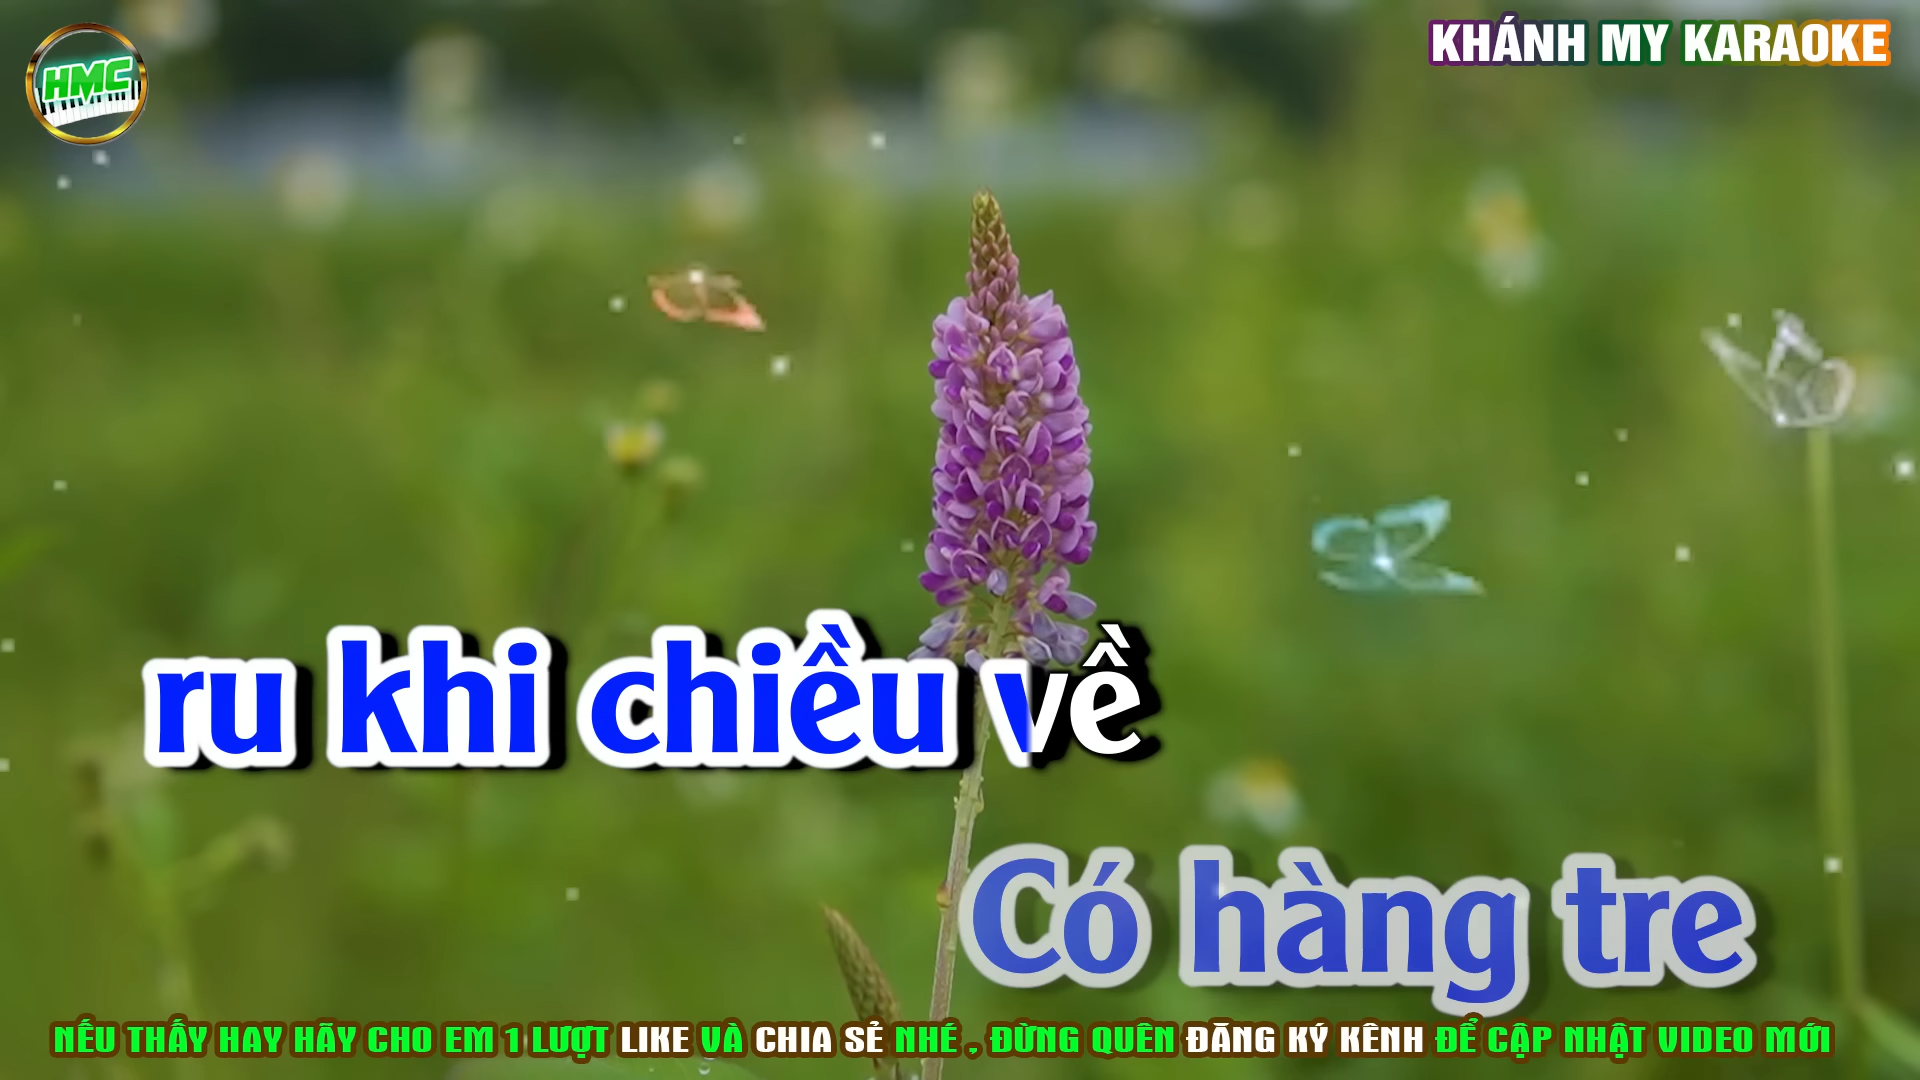 HMC
KHÁNH MY KARAOKE
ru khi chiều về
Có hàng tre
NẾU THẤY HAY HÃY CHO EM 1 LƯỢT LIKE VÀ CHIA SẺ NHÉ , ĐỪNG QUÊN ĐĂNG KÝ KÊNH ĐỂ CẬP NHẬT VIDEO MỚI